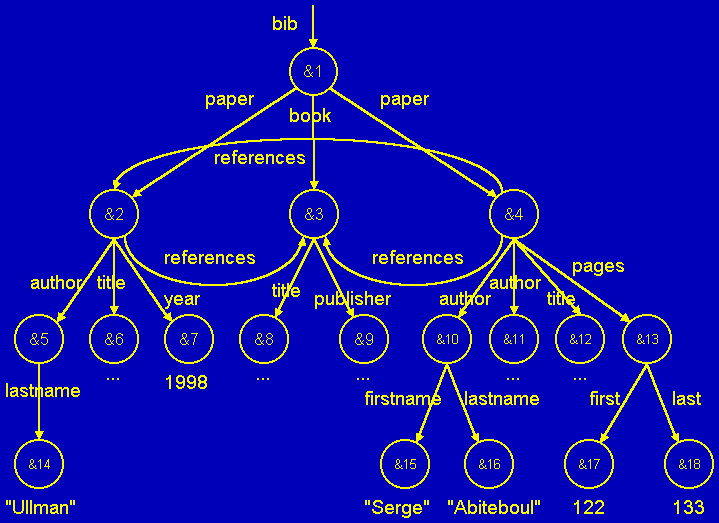 bib
&1
paper
book
paper
references
&2
&3
&4
references
references
author
title
year
title
publisher
author
author
title
pages
&5
&6
&7
&8
&9
&10
&11
&12
&13
...
1998
...
...
...
...
lastname
firstname
lastname
first
last
&14
&15
&16
&17
&18
"Ullman"
"Serge"
"Abiteboul"
122
133